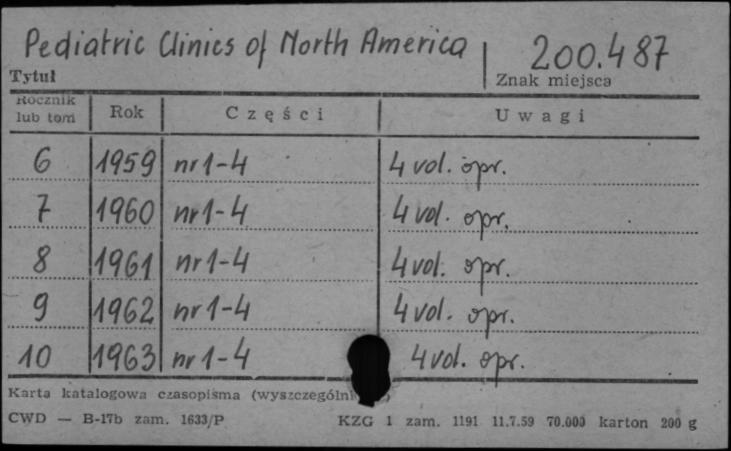 Pediatric Clinics of North America 200.487
Tytuł Znak miejsca
Rocznik lub tom Rok Części Uwagi
6 1959 nr 1-4 4 vol. opr.
7 1960 nr 1-4 4 vol. opr.
8 1961 nr 1-4 4 vol. opr.
9 1962 nr 1-4 4 vol. opr.
10 1963 nr 1-4 4 vol. opr.
Karta katalogowa czasopisma
CWD — B-17b zam. 1633/P KZG 1 zam. 1191 11.7.59 70.000 karton 200 g